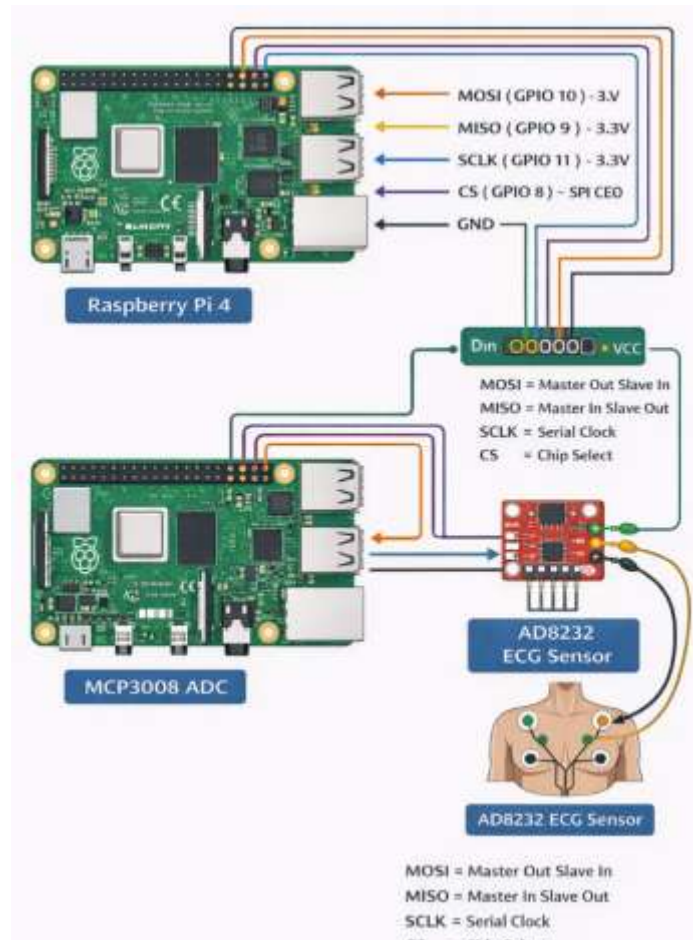 MOSI ( GPIO 10 ) - 3.V
MISO ( GPIO 9 ) - 3.3V
SCLK ( GPIO 11 ) - 3.3V
CS ( GPIO 8 ) - SPI CEO
GND
Raspberry Pi 4
Din
VCC
MOSI = Master Out Slave In
MISO = Master In Slave Out
SCLK = Serial Clock
CS = Chip Select
MCP3008 ADC
AD8232
ECG Sensor
AD8232 ECG Sensor
MOSI = Master Out Slave In
MISO = Master In Slave Out
SCLK = Serial Clock